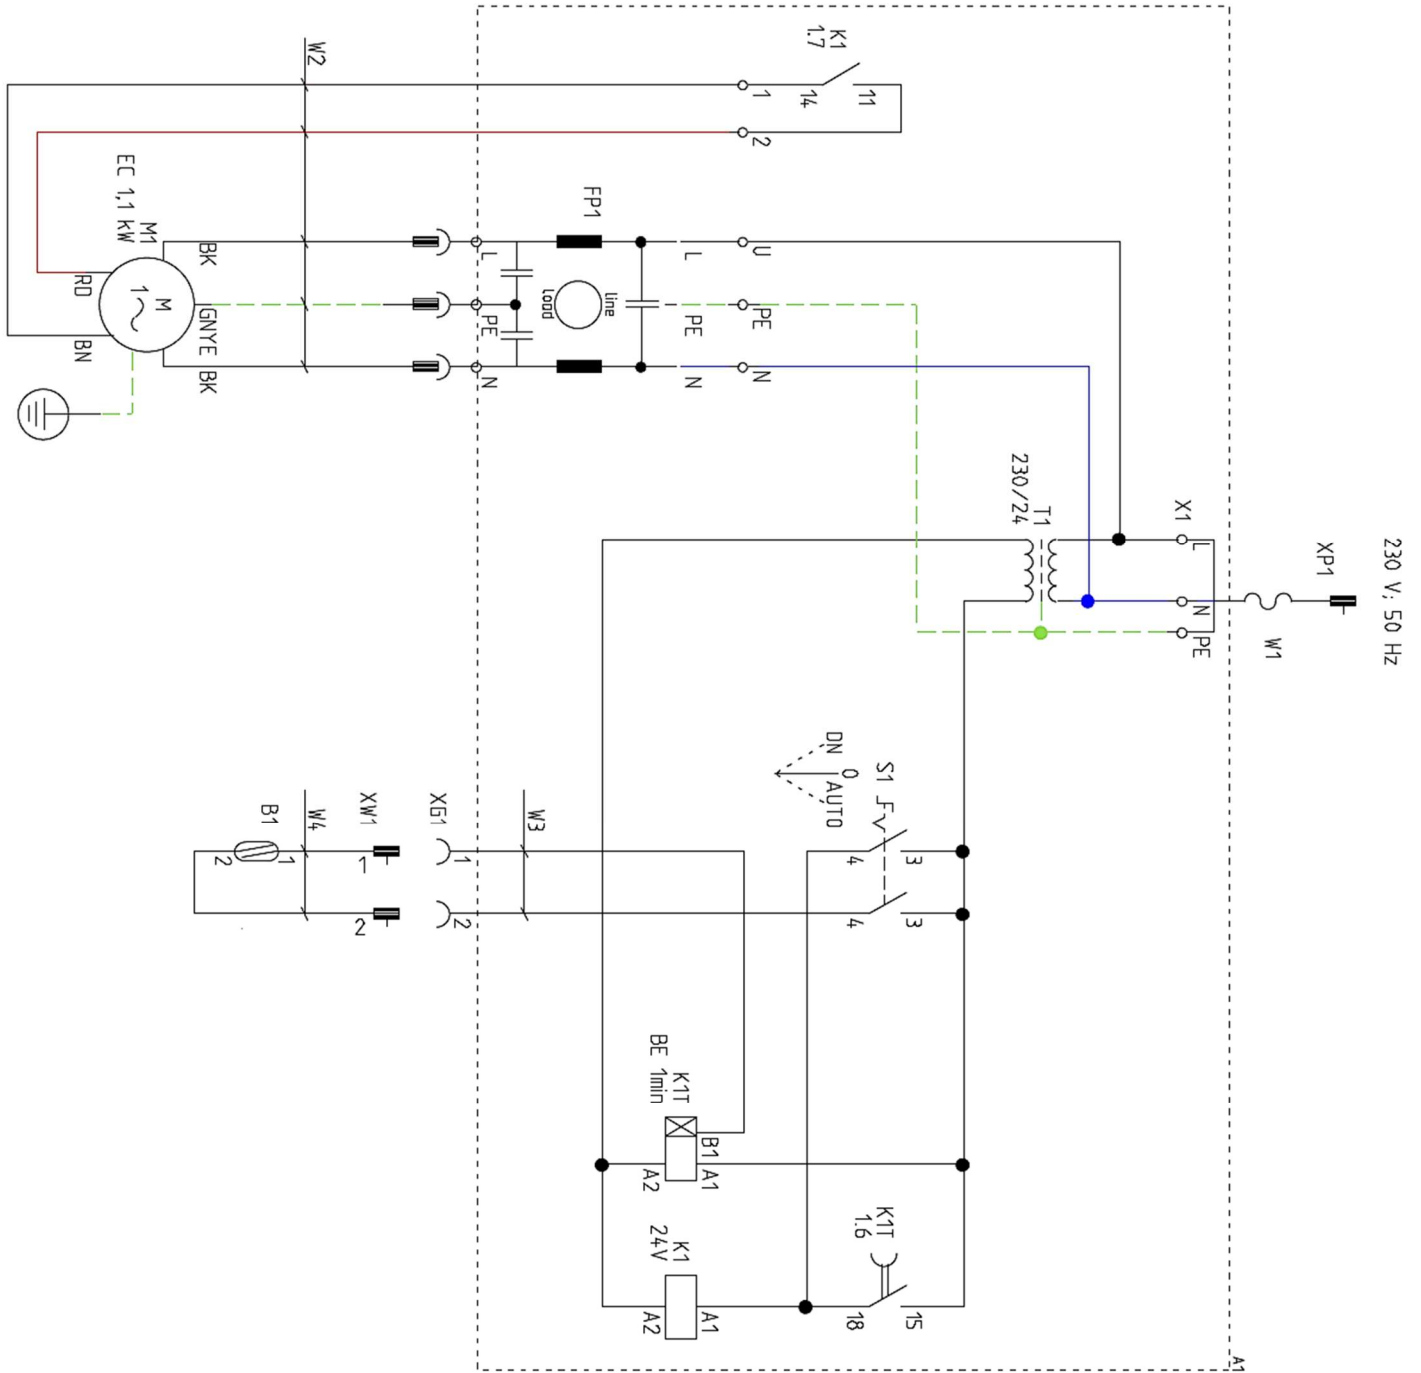 230 V; 50 Hz
XP1
W1
A1
X1
L
N
PE
T1
230/24
S1
ON
0
AUTO
3
4
3
4
K1T
1.6
15
18
K1
1.7
11
14
1
2
U
PE
N
L
PE
N
FP1
Line
Load
L
PE
N
K1T
BE 1min
B1
A1
A2
K1
24V
A1
A2
W3
XG1
1
2
XW1
1
2
W2
W4
B1
1
2
BK
GNYE
BK
M1
EC 1,1 kW
M
1
RD
BN